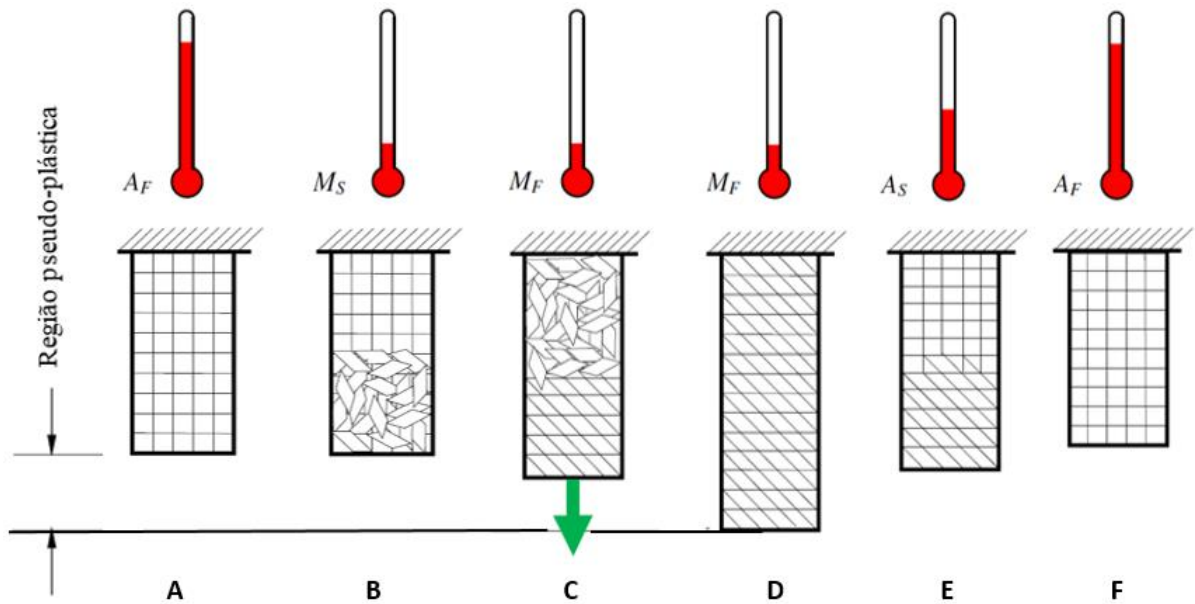 Região pseudo-plástica
A_F
M_S
M_F
M_F
A_S
A_F
A
B
C
D
E
F